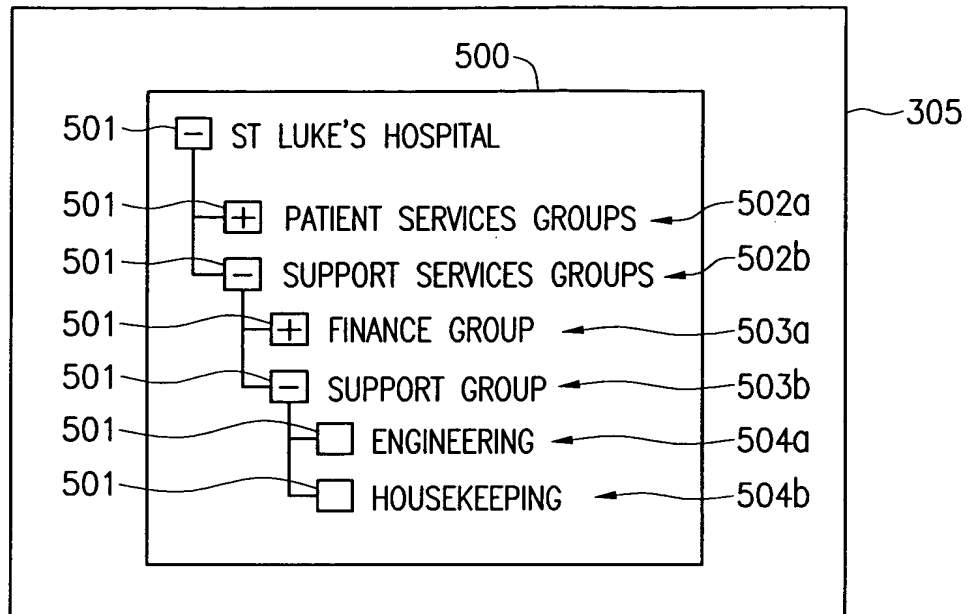 500
305
501 − ST LUKE'S HOSPITAL
501 + PATIENT SERVICES GROUPS 502a
501 − SUPPORT SERVICES GROUPS 502b
501 + FINANCE GROUP 503a
501 − SUPPORT GROUP 503b
501 ENGINEERING 504a
501 HOUSEKEEPING 504b